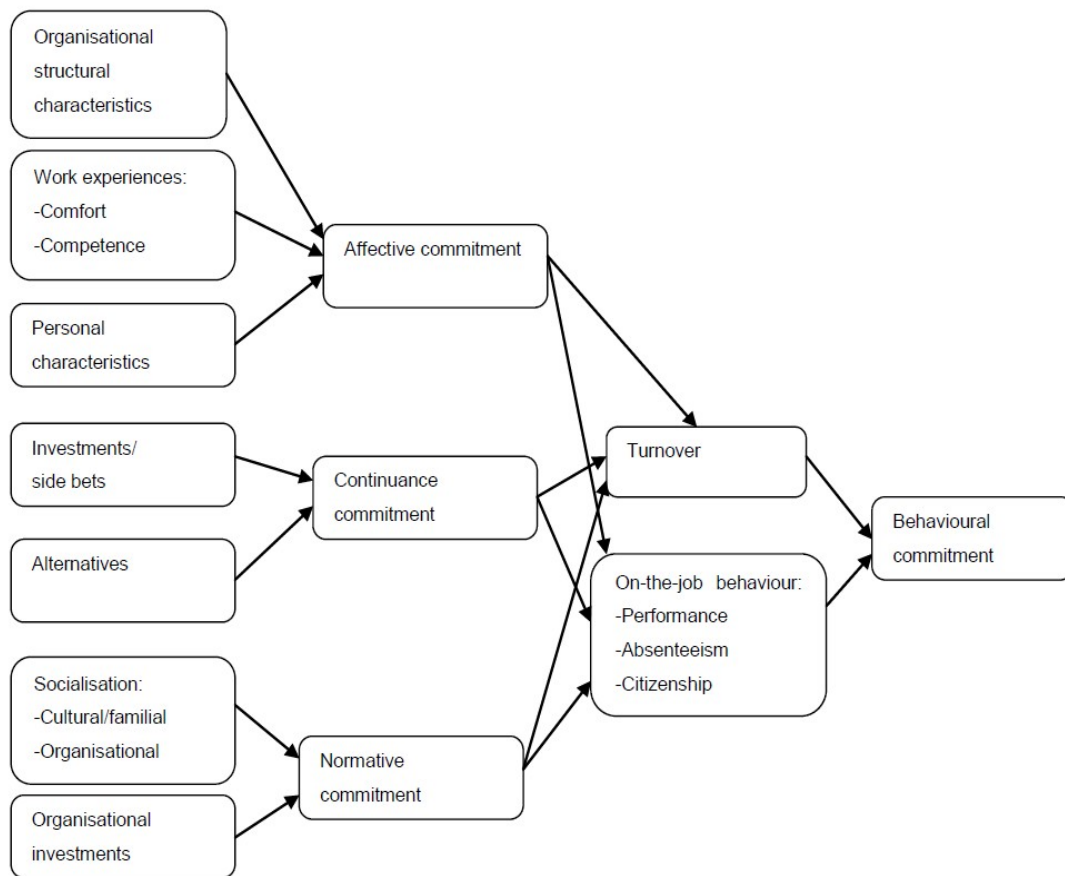 Organisational
structural
characteristics
Work experiences:
-Comfort
-Competence
Personal
characteristics
Investments/
side bets
Alternatives
Socialisation:
-Cultural/familial
-Organisational
Organisational
investments
Affective commitment
Continuance
commitment
Normative
commitment
Turnover
On-the-job behaviour:
-Performance
-Absenteeism
-Citizenship
Behavioural
commitment